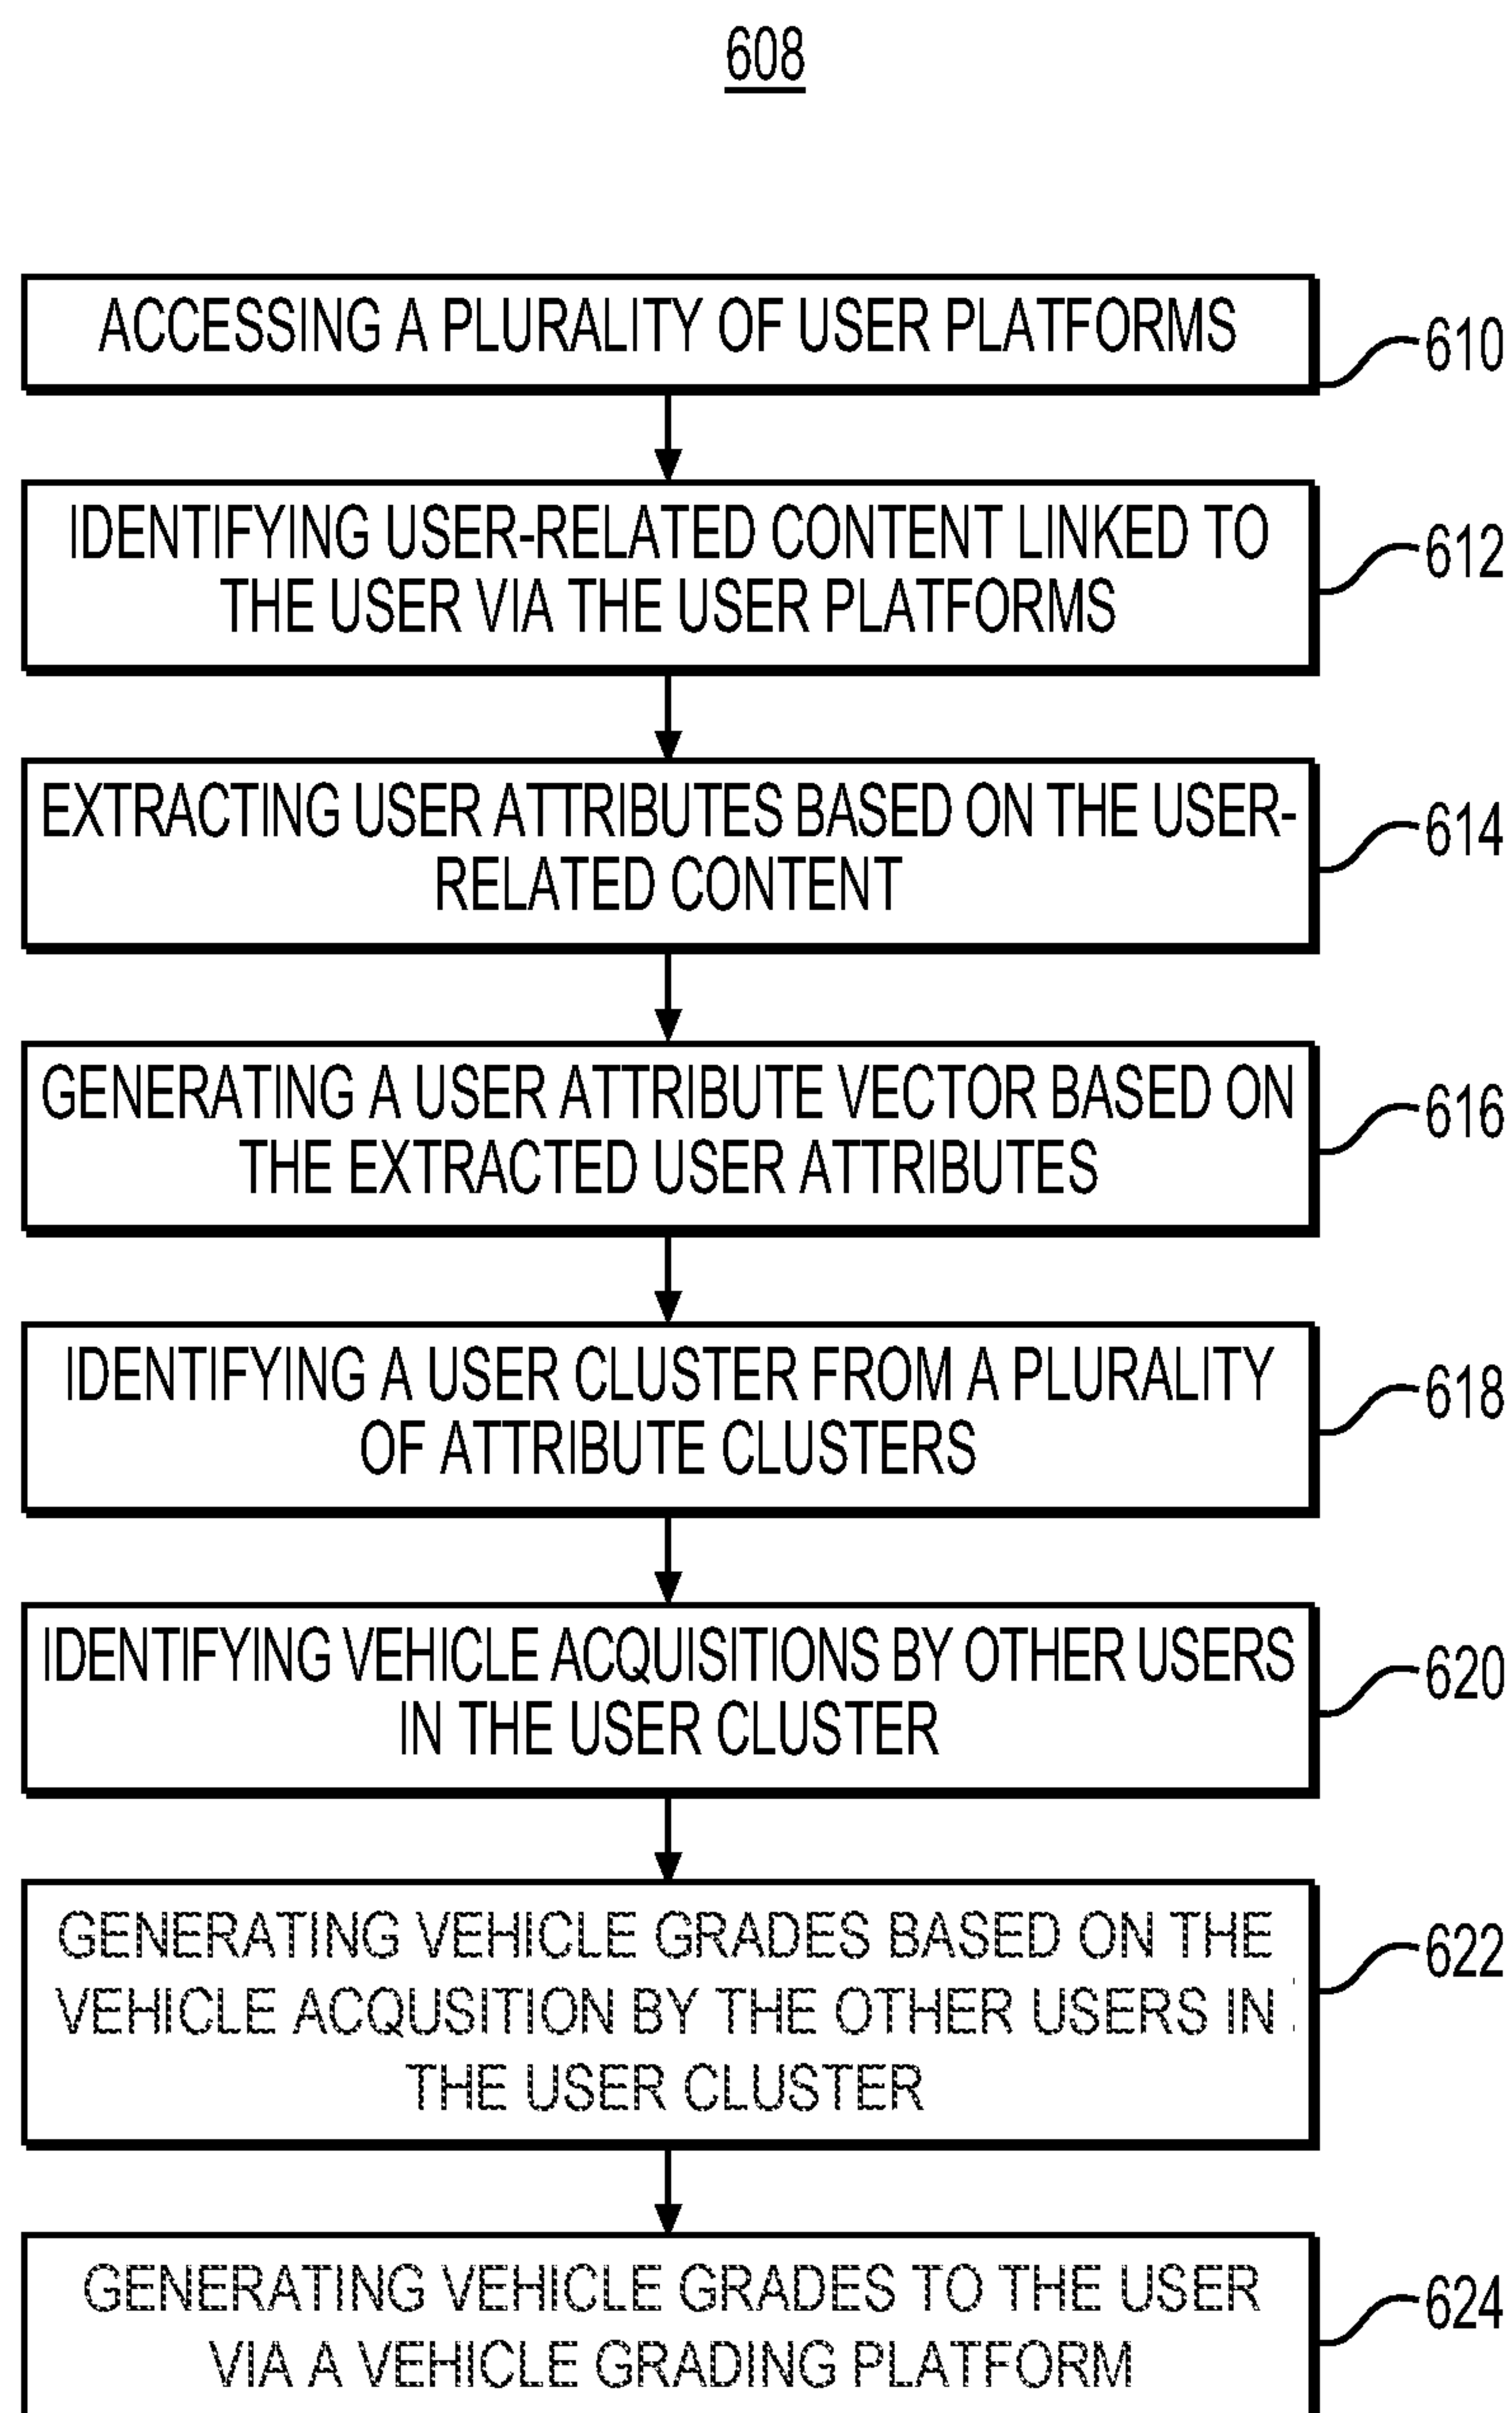 608
ACCESSING A PLURALITY OF USER PLATFORMS
610
IDENTIFYING USER-RELATED CONTENT LINKED TO
THE USER VIA THE USER PLATFORMS
612
EXTRACTING USER ATTRIBUTES BASED ON THE USER-
RELATED CONTENT
614
GENERATING A USER ATTRIBUTE VECTOR BASED ON
THE EXTRACTED USER ATTRIBUTES
616
IDENTIFYING A USER CLUSTER FROM A PLURALITY
OF ATTRIBUTE CLUSTERS
618
IDENTIFYING VEHICLE ACQUISITIONS BY OTHER USERS
IN THE USER CLUSTER
620
GENERATING VEHICLE GRADES BASED ON THE
VEHICLE ACQUSITION BY THE OTHER USERS IN
THE USER CLUSTER
622
GENERATING VEHICLE GRADES TO THE USER
VIA A VEHICLE GRADING PLATFORM
624